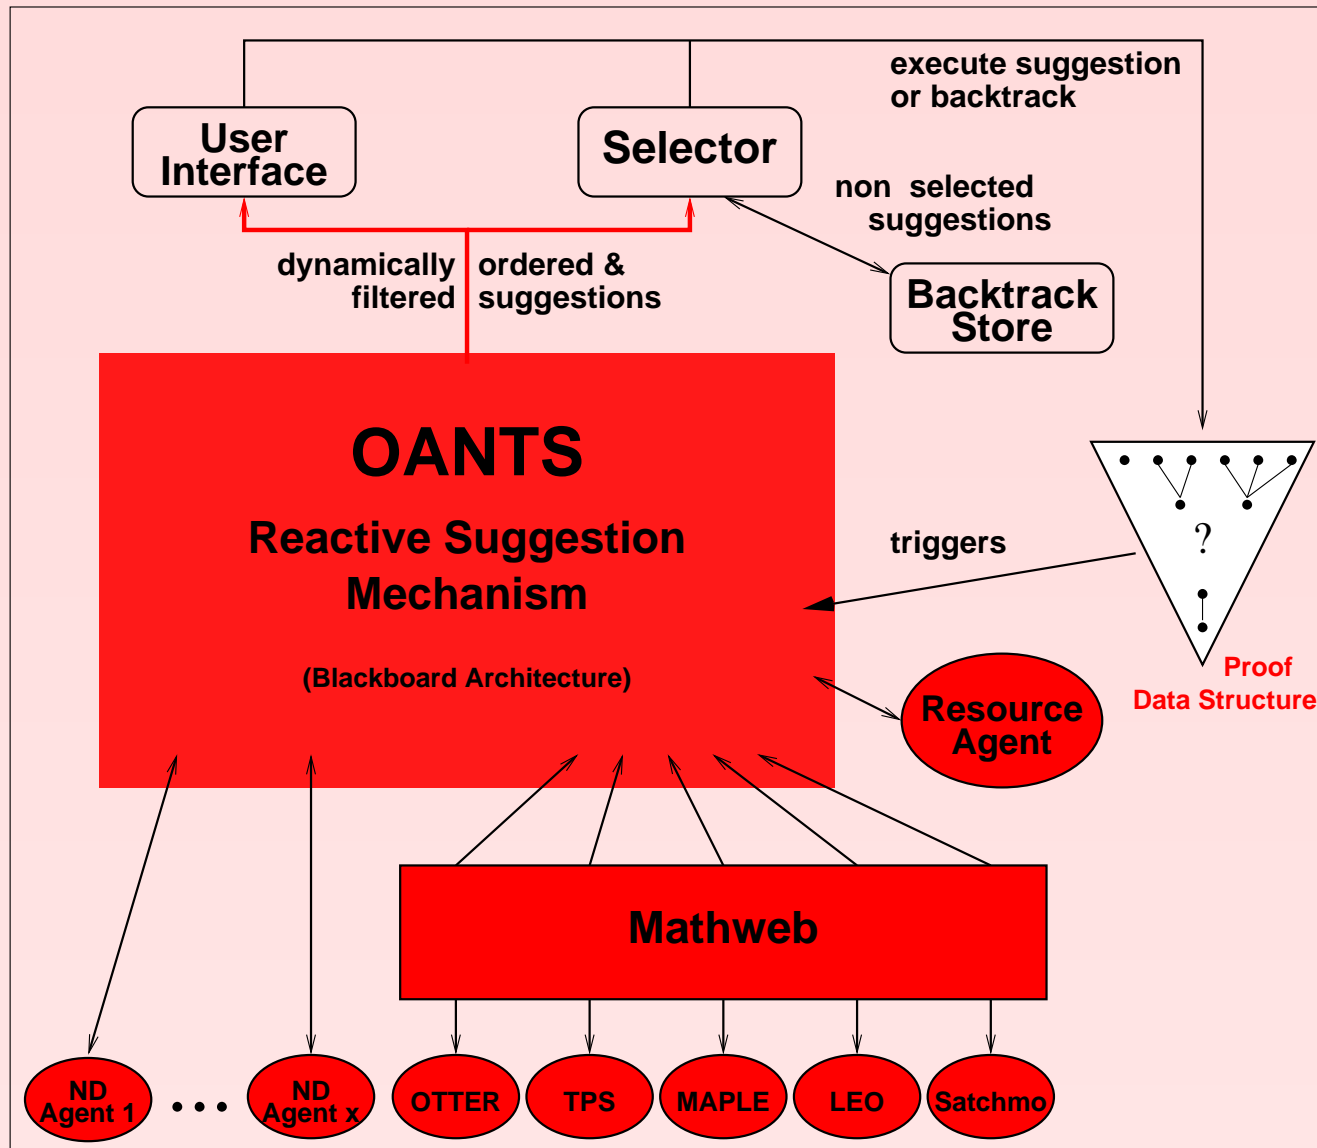 execute suggestion
or backtrack
User
Interface
Selector
non selected
suggestions
dynamically ordered &
filtered suggestions
Backtrack
Store
OANTS
Reactive Suggestion
Mechanism
(Blackboard Architecture)
triggers
?
Proof
Data Structure
Resource
Agent
Mathweb
ND
Agent 1
• • •
ND
Agent x
OTTER
TPS
MAPLE
LEO
Satchmo